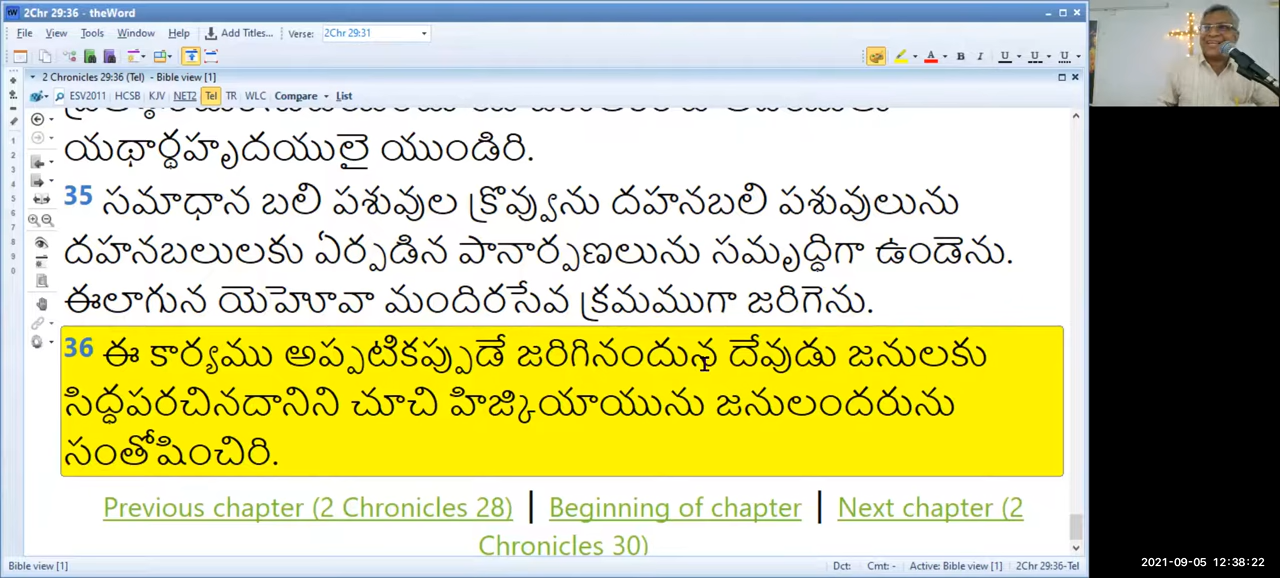 2Chr 29:36 - theWord
File View Tools Window Help Add Titles... Verse: 2Chr 29:31
2 Chronicles 29:36 (Tel) - Bible view [1]
ESV2011 HCSB KJV NET2 Tel TR WLC Compare List
యథార్థహృదయులై యుండిరి.
35 సమాధాన బలి పశువుల క్రొవ్వును దహనబలి పశువులును
దహనబలులకు ఏర్పడిన పానార్పణలును సమృద్ధిగా ఉండెను.
ఈలాగున యెహోవా మందిరసేవ క్రమముగా జరిగెను.
36 ఈ కార్యము అప్పటికప్పుడే జరిగినందున దేవుడు జనులకు
సిద్ధపరచినదానిని చూచి హిజ్కియాయును జనులందరును
సంతోషించిరి.
Previous chapter (2 Chronicles 28) | Beginning of chapter | Next chapter (2
Chronicles 30)
Bible view [1] Dct: Cmt: - Active: Bible view [1] 2Chr 29:36-Tel
2021-09-05 12:38:22